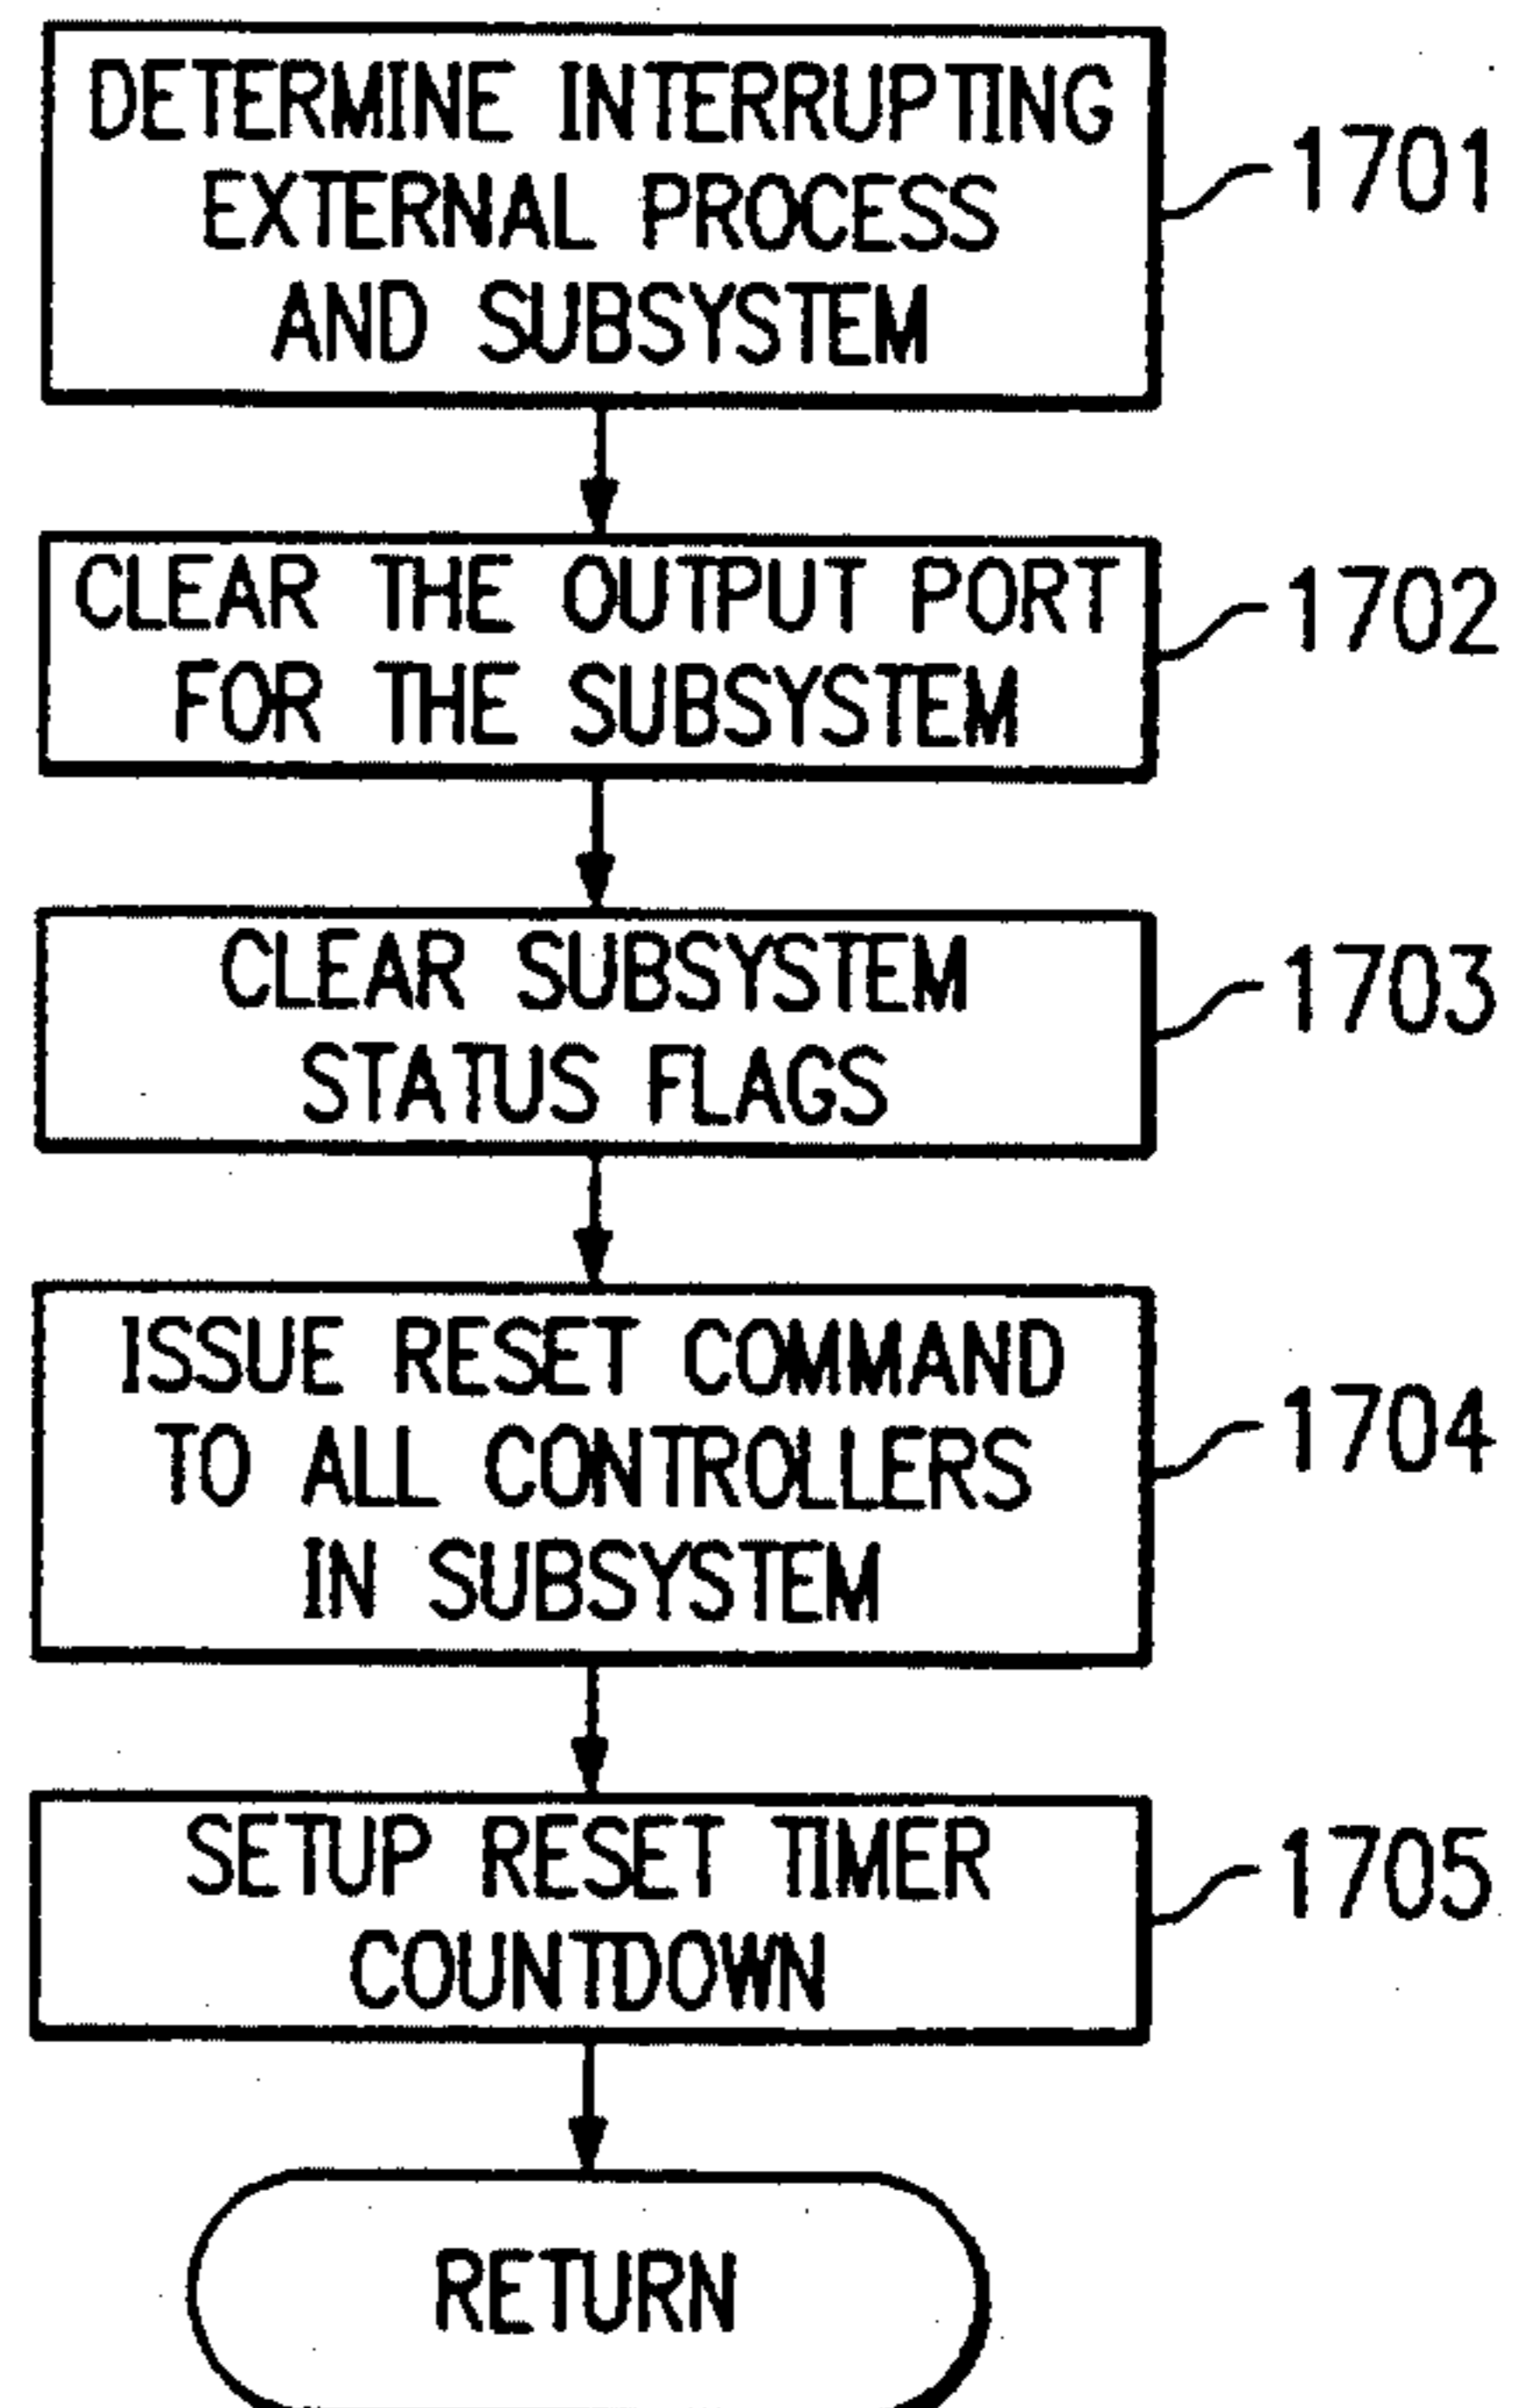 DETERMINE INTERRUPTING
EXTERNAL PROCESS
AND SUBSYSTEM
1701
CLEAR THE OUTPUT PORT
FOR THE SUBSYSTEM
1702
CLEAR SUBSYSTEM
STATUS FLAGS
1703
ISSUE RESET COMMAND
TO ALL CONTROLLERS
IN SUBSYSTEM
1704
SETUP RESET TIMER
COUNTDOWN
1705
RETURN